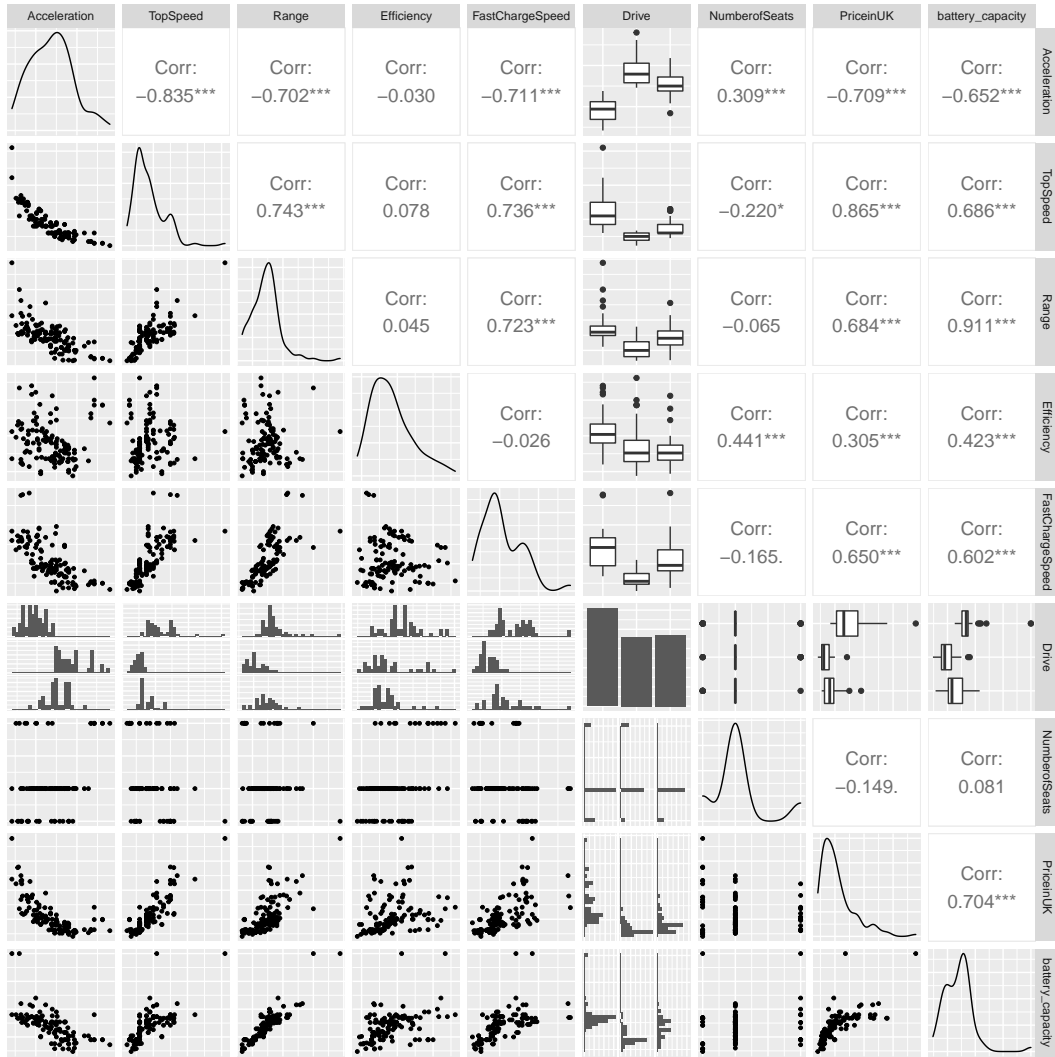 Acceleration TopSpeed Range Efficiency FastChargeSpeed Drive NumberofSeats PriceinUK battery_capacity
Corr: Corr: Corr: Corr: Corr: Corr: Corr:
−0.835*** −0.702*** −0.030 −0.711*** 0.309*** −0.709*** −0.652***
Acceleration
Corr: Corr: Corr: Corr: Corr: Corr:
0.743*** 0.078 0.736*** −0.220* 0.865*** 0.686***
TopSpeed
Corr: Corr: Corr: Corr: Corr:
0.045 0.723*** −0.065 0.684*** 0.911***
Range
Corr: Corr: Corr: Corr:
−0.026 0.441*** 0.305*** 0.423***
Efficiency
Corr: Corr: Corr:
−0.165. 0.650*** 0.602***
FastChargeSpeed
Drive
Corr: Corr:
−0.149. 0.081
NumberofSeats
Corr:
0.704***
PriceinUK
battery_capacity